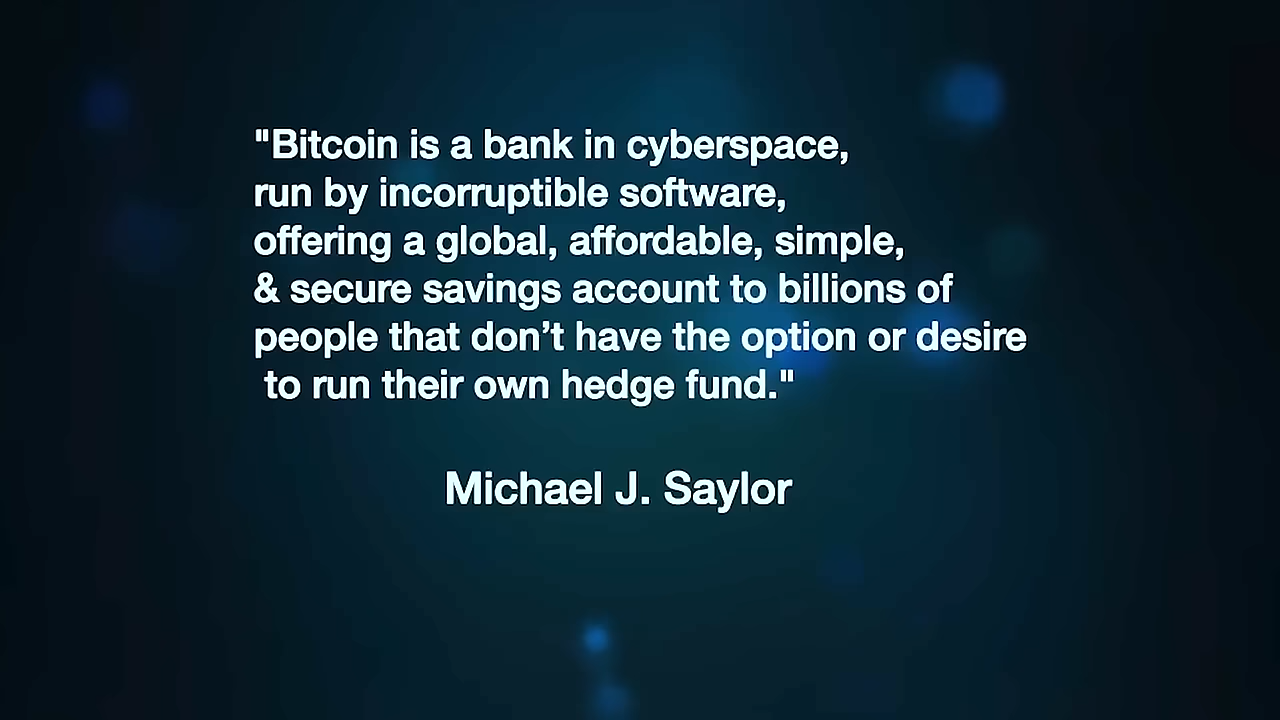 "Bitcoin is a bank in cyberspace,
run by incorruptible software,
offering a global, affordable, simple,
& secure savings account to billions of
people that don’t have the option or desire
to run their own hedge fund."
Michael J. Saylor